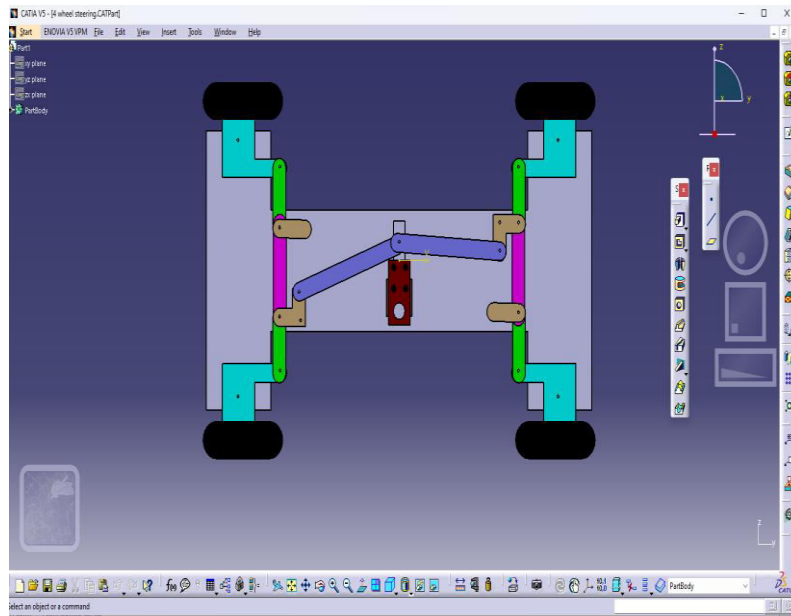 CATIA V5 - [4 wheel steering.CATPart]
Start ENOVIA V5 VPM File Edit View Insert Tools Window Help
Part1
xy plane
yz plane
zx plane
PartBody
z
x y
S
F
y
z
y
PartBody
Select an object or a command